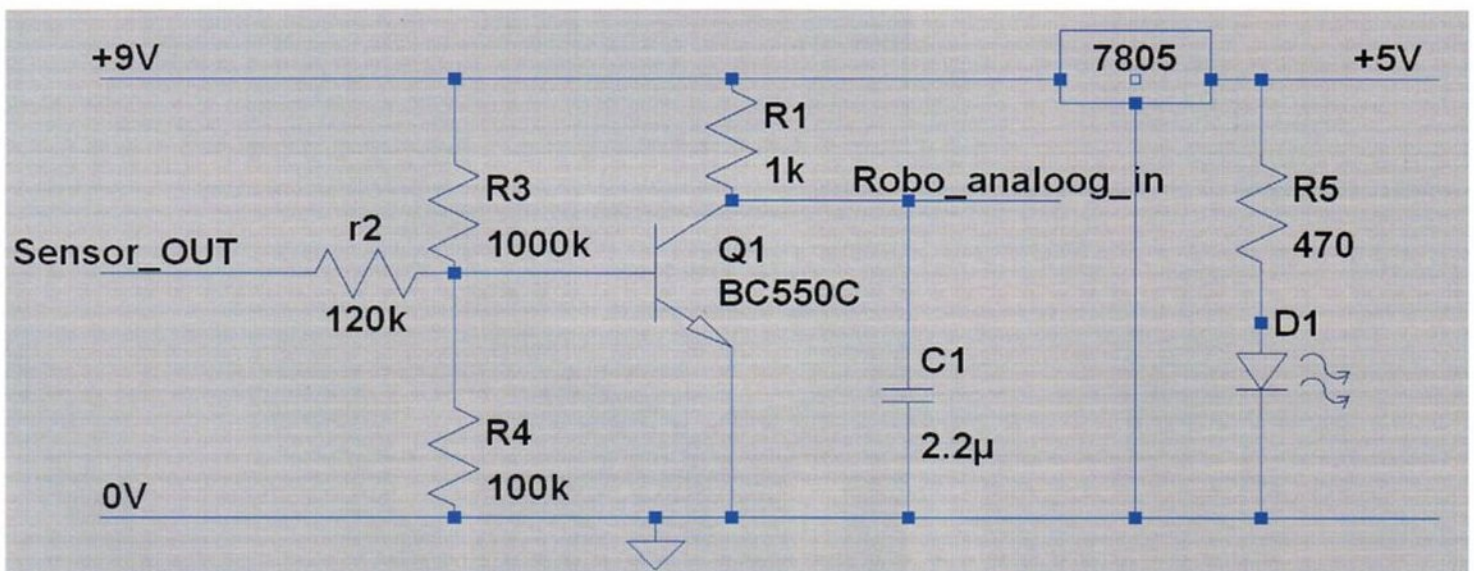 +9V
7805
+5V
R1
1k
Robo_analoog_in
R3
1000k
R5
470
Sensor_OUT
r2
120k
Q1
BC550C
D1
C1
2.2µ
R4
100k
0V